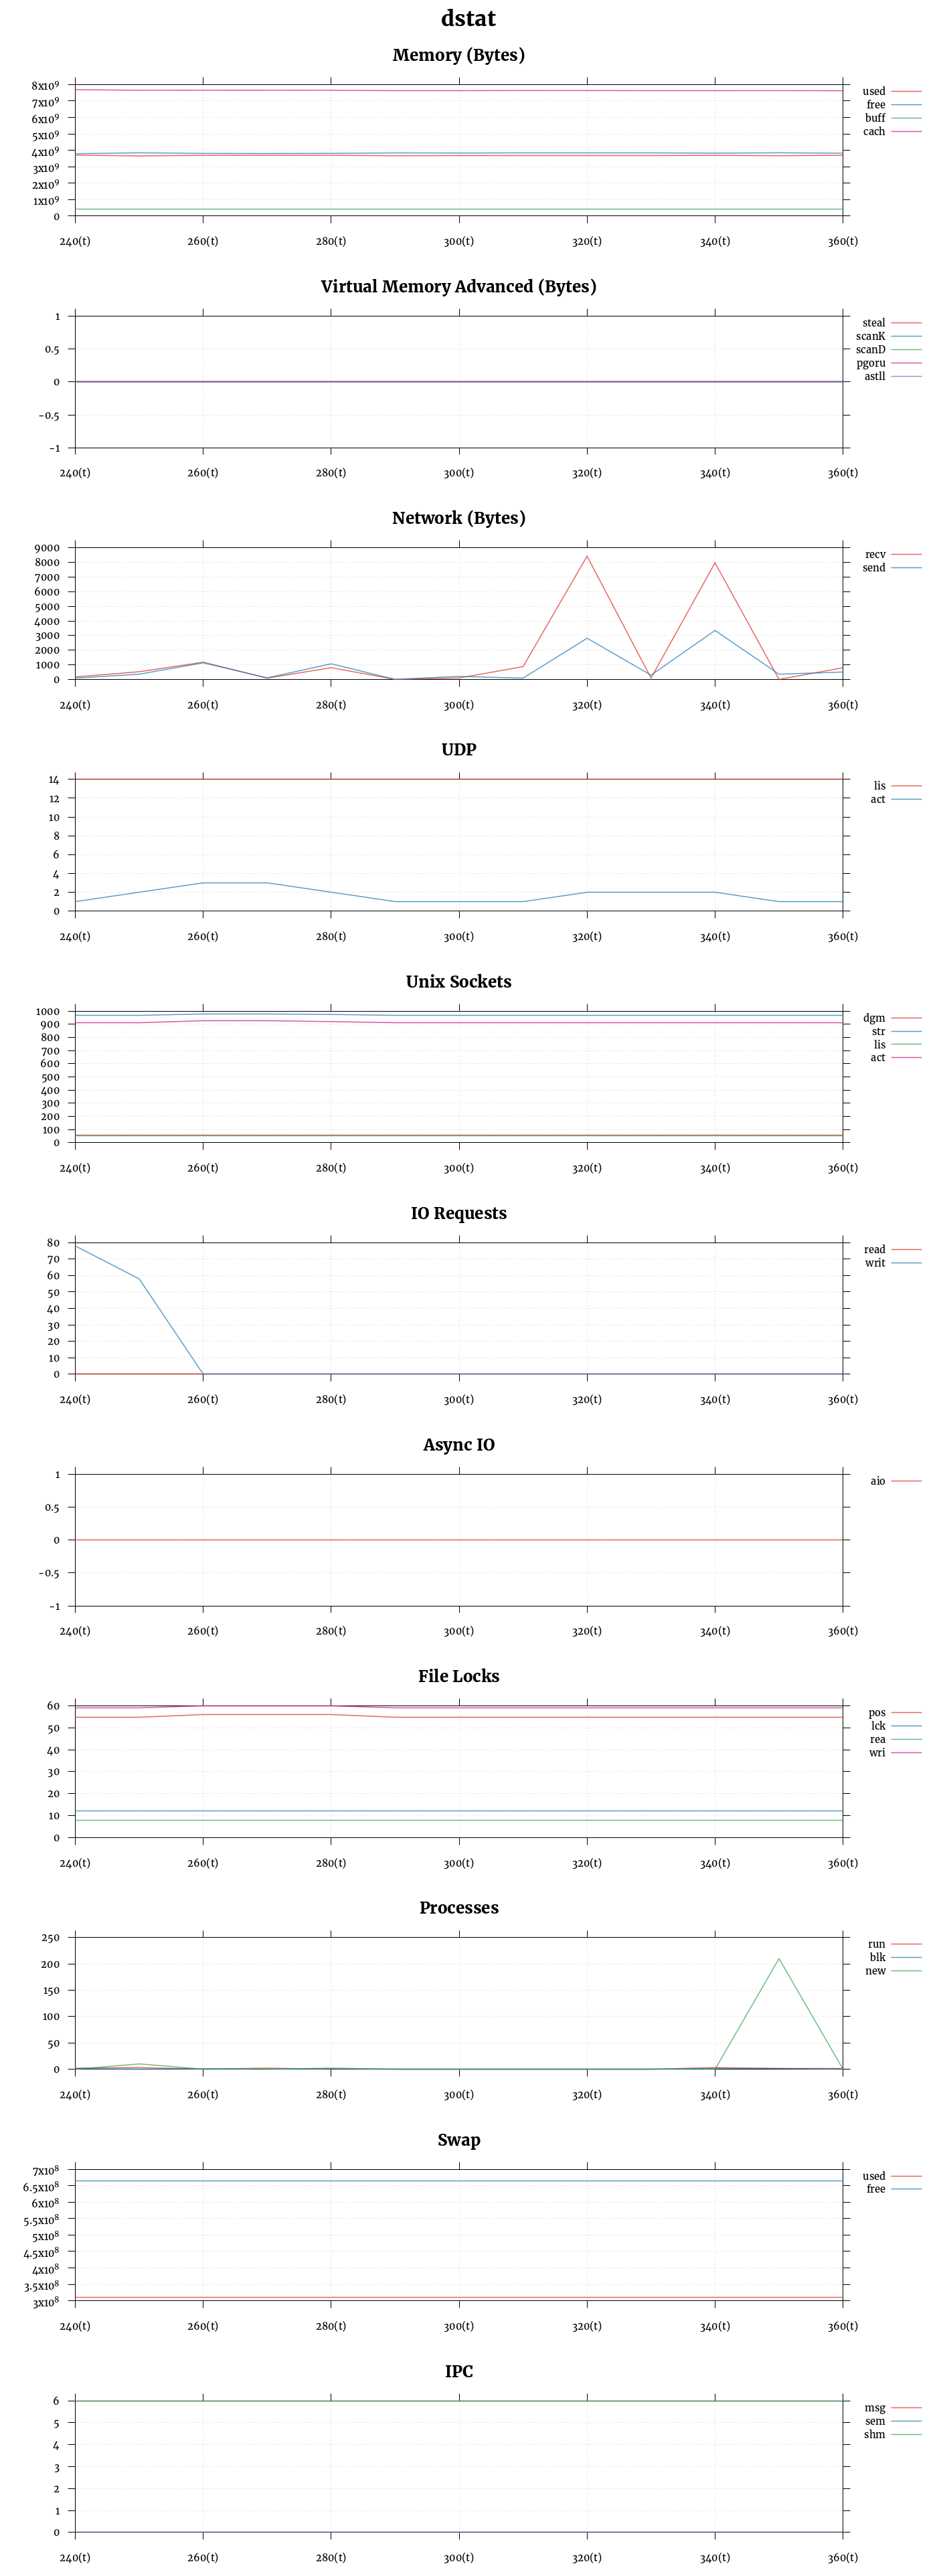 dstat
Memory (Bytes)
8x10⁹
7x10⁹
6x10⁹
5x10⁹
4x10⁹
3x10⁹
2x10⁹
1x10⁹
0
240(t) 260(t) 280(t) 300(t) 320(t) 340(t) 360(t)
used
free
buff
cach
Virtual Memory Advanced (Bytes)
1
0.5
0
-0.5
-1
240(t) 260(t) 280(t) 300(t) 320(t) 340(t) 360(t)
steal
scanK
scanD
pgoru
astll
Network (Bytes)
9000
8000
7000
6000
5000
4000
3000
2000
1000
0
240(t) 260(t) 280(t) 300(t) 320(t) 340(t) 360(t)
recv
send
UDP
14
12
10
8
6
4
2
0
240(t) 260(t) 280(t) 300(t) 320(t) 340(t) 360(t)
lis
act
Unix Sockets
1000
900
800
700
600
500
400
300
200
100
0
240(t) 260(t) 280(t) 300(t) 320(t) 340(t) 360(t)
dgm
str
lis
act
IO Requests
80
70
60
50
40
30
20
10
0
240(t) 260(t) 280(t) 300(t) 320(t) 340(t) 360(t)
read
writ
Async IO
1
0.5
0
-0.5
-1
240(t) 260(t) 280(t) 300(t) 320(t) 340(t) 360(t)
aio
File Locks
60
50
40
30
20
10
0
240(t) 260(t) 280(t) 300(t) 320(t) 340(t) 360(t)
pos
lck
rea
wri
Processes
250
200
150
100
50
0
240(t) 260(t) 280(t) 300(t) 320(t) 340(t) 360(t)
run
blk
new
Swap
7x10⁸
6.5x10⁸
6x10⁸
5.5x10⁸
5x10⁸
4.5x10⁸
4x10⁸
3.5x10⁸
3x10⁸
240(t) 260(t) 280(t) 300(t) 320(t) 340(t) 360(t)
used
free
IPC
6
5
4
3
2
1
0
240(t) 260(t) 280(t) 300(t) 320(t) 340(t) 360(t)
msg
sem
shm